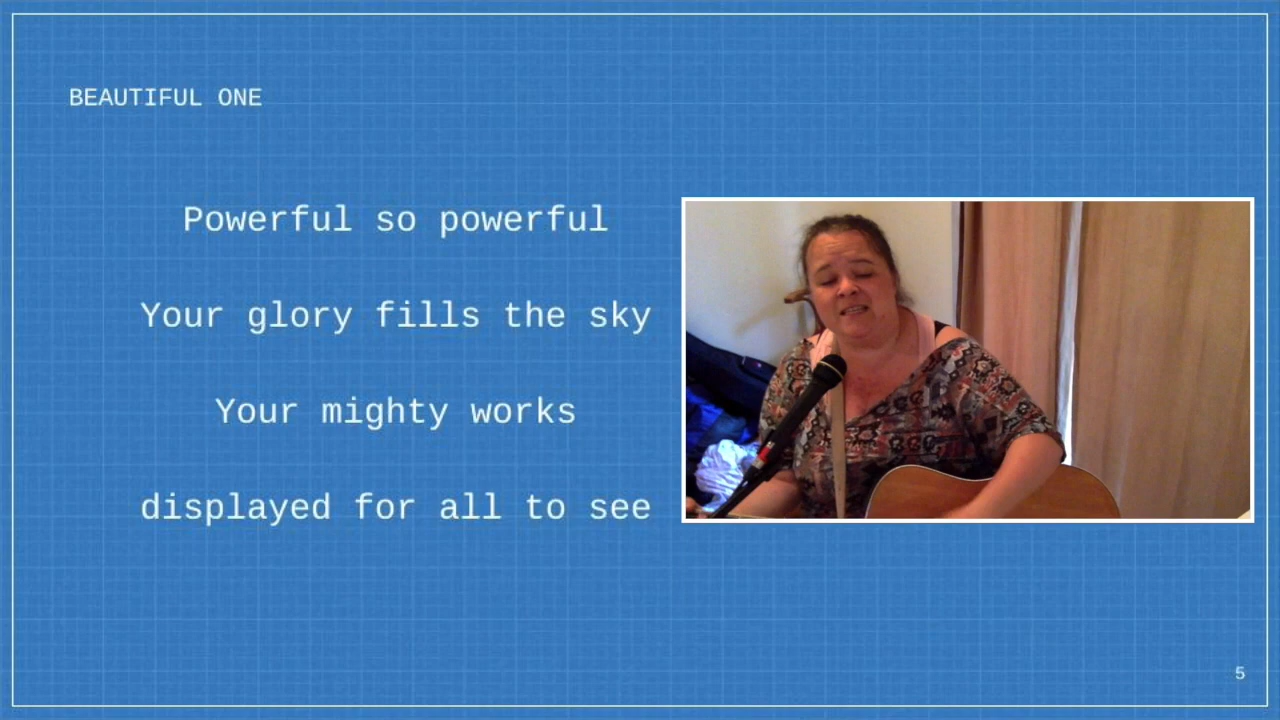 BEAUTIFUL ONE
Powerful so powerful
Your glory fills the sky
Your mighty works
displayed for all to see
5